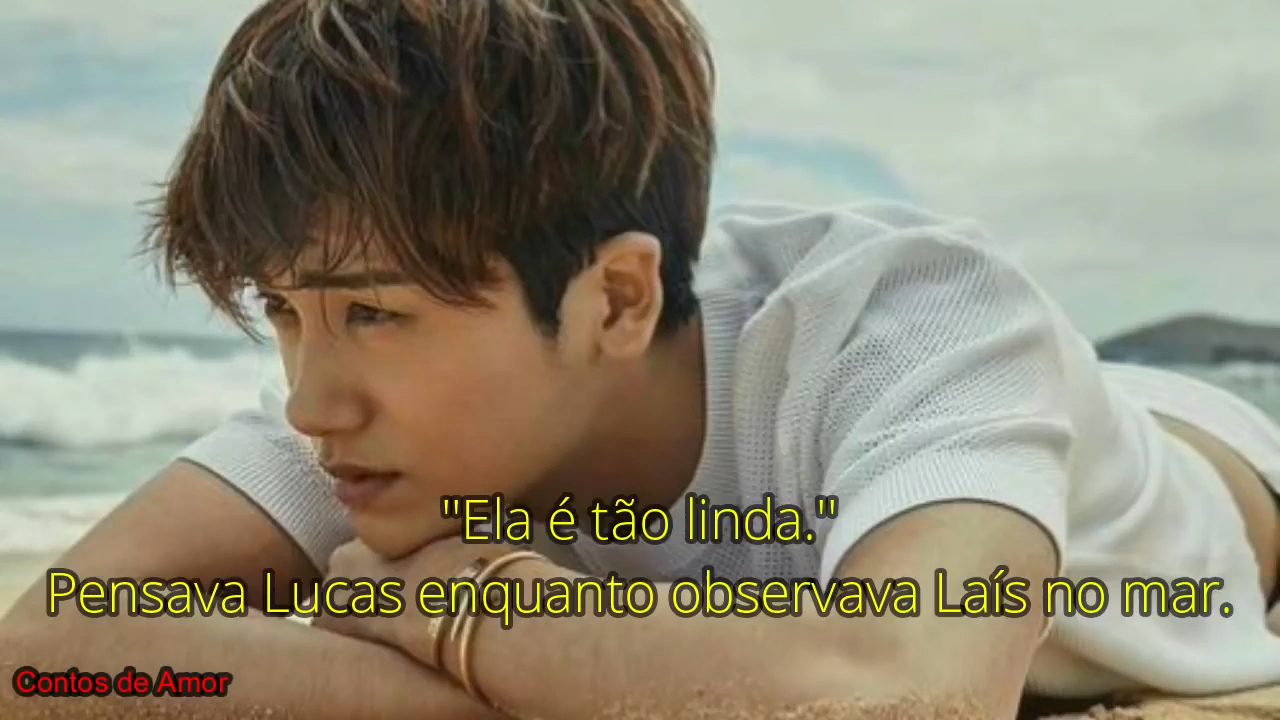 "Ela é tão linda."
Pensava Lucas enquanto observava Laís no mar.
Contos de Amor